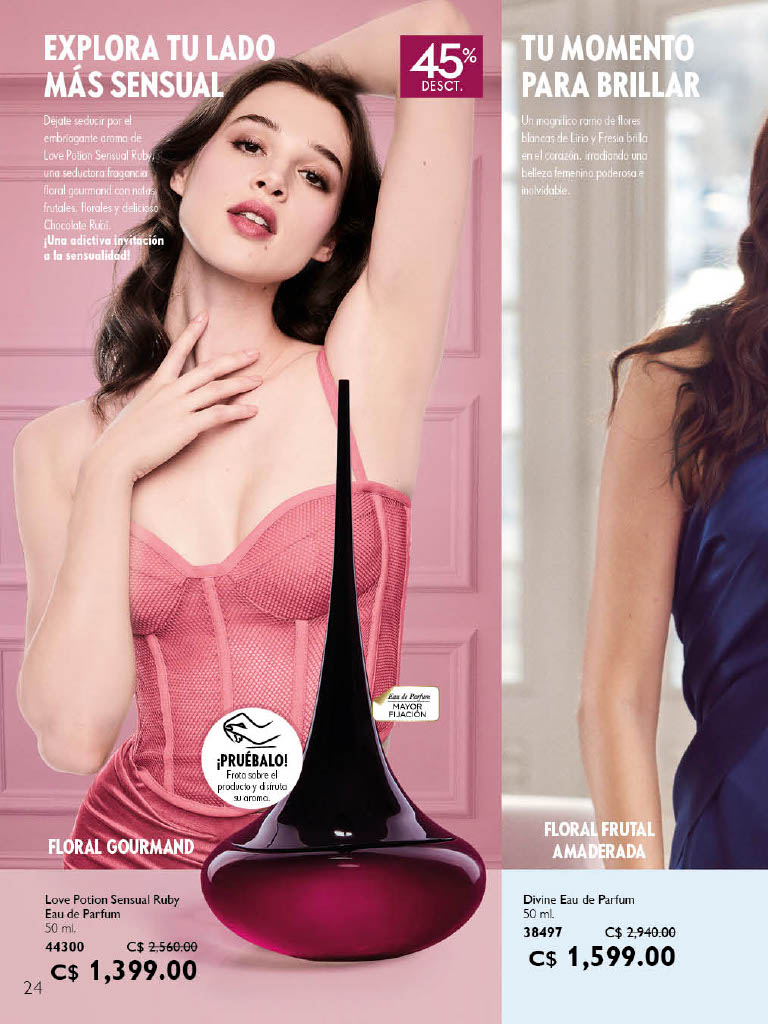 EXPLORA TU LADO
MÁS SENSUAL
Déjate seducir por el
embriagante aroma de
Love Potion Sensual Ruby,
una seductora fragancia
floral gourmand con notas
frutales, florales y delicioso
Chocolate Rubí.
¡Una adictiva invitación
a la sensualidad!
45%
DESCT.
TU MOMENTO
PARA BRILLAR
Un magnífico ramo de flores
blancas de Lirio y Fresia brilla
en el corazón, irradiando una
belleza femenina poderosa e
inolvidable.
Eau de Parfum
MAYOR
FIJACIÓN
¡PRUÉBALO!
Frota sobre el
producto y disfruta
su aroma.
FLORAL GOURMAND
FLORAL FRUTAL
AMADERADA
Love Potion Sensual Ruby
Eau de Parfum
50 ml.
44300 C$ 2,560.00
C$ 1,399.00
Divine Eau de Parfum
50 ml.
38497 C$ 2,940.00
C$ 1,599.00
24